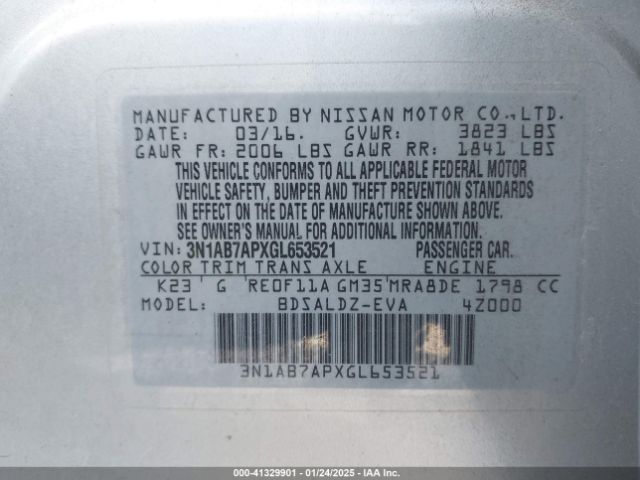 MANUFACTURED BY NISSAN MOTOR CO.,LTD.
DATE: 03/16. GVWR: 3823 LBS
GAWR FR: 2006 LBS GAWR RR: 1841 LBS
THIS VEHICLE CONFORMS TO ALL APPLICABLE FEDERAL MOTOR
VEHICLE SAFETY, BUMPER AND THEFT PREVENTION STANDARDS
IN EFFECT ON THE DATE OF MANUFACTURE SHOWN ABOVE.
SEE OWNER'S MANUAL FOR ADDITIONAL INFORMATION.
VIN: 3N1AB7APXGL653521 PASSENGER CAR.
COLOR TRIM TRANS AXLE ENGINE
K23 G RE0F11A GM35 MRA8DE 1798 CC
MODEL: BDSALDZ-EVA 4Z000
3N1AB7APXGL653521
000-41329901 - 01/24/2025 - IAA Inc.